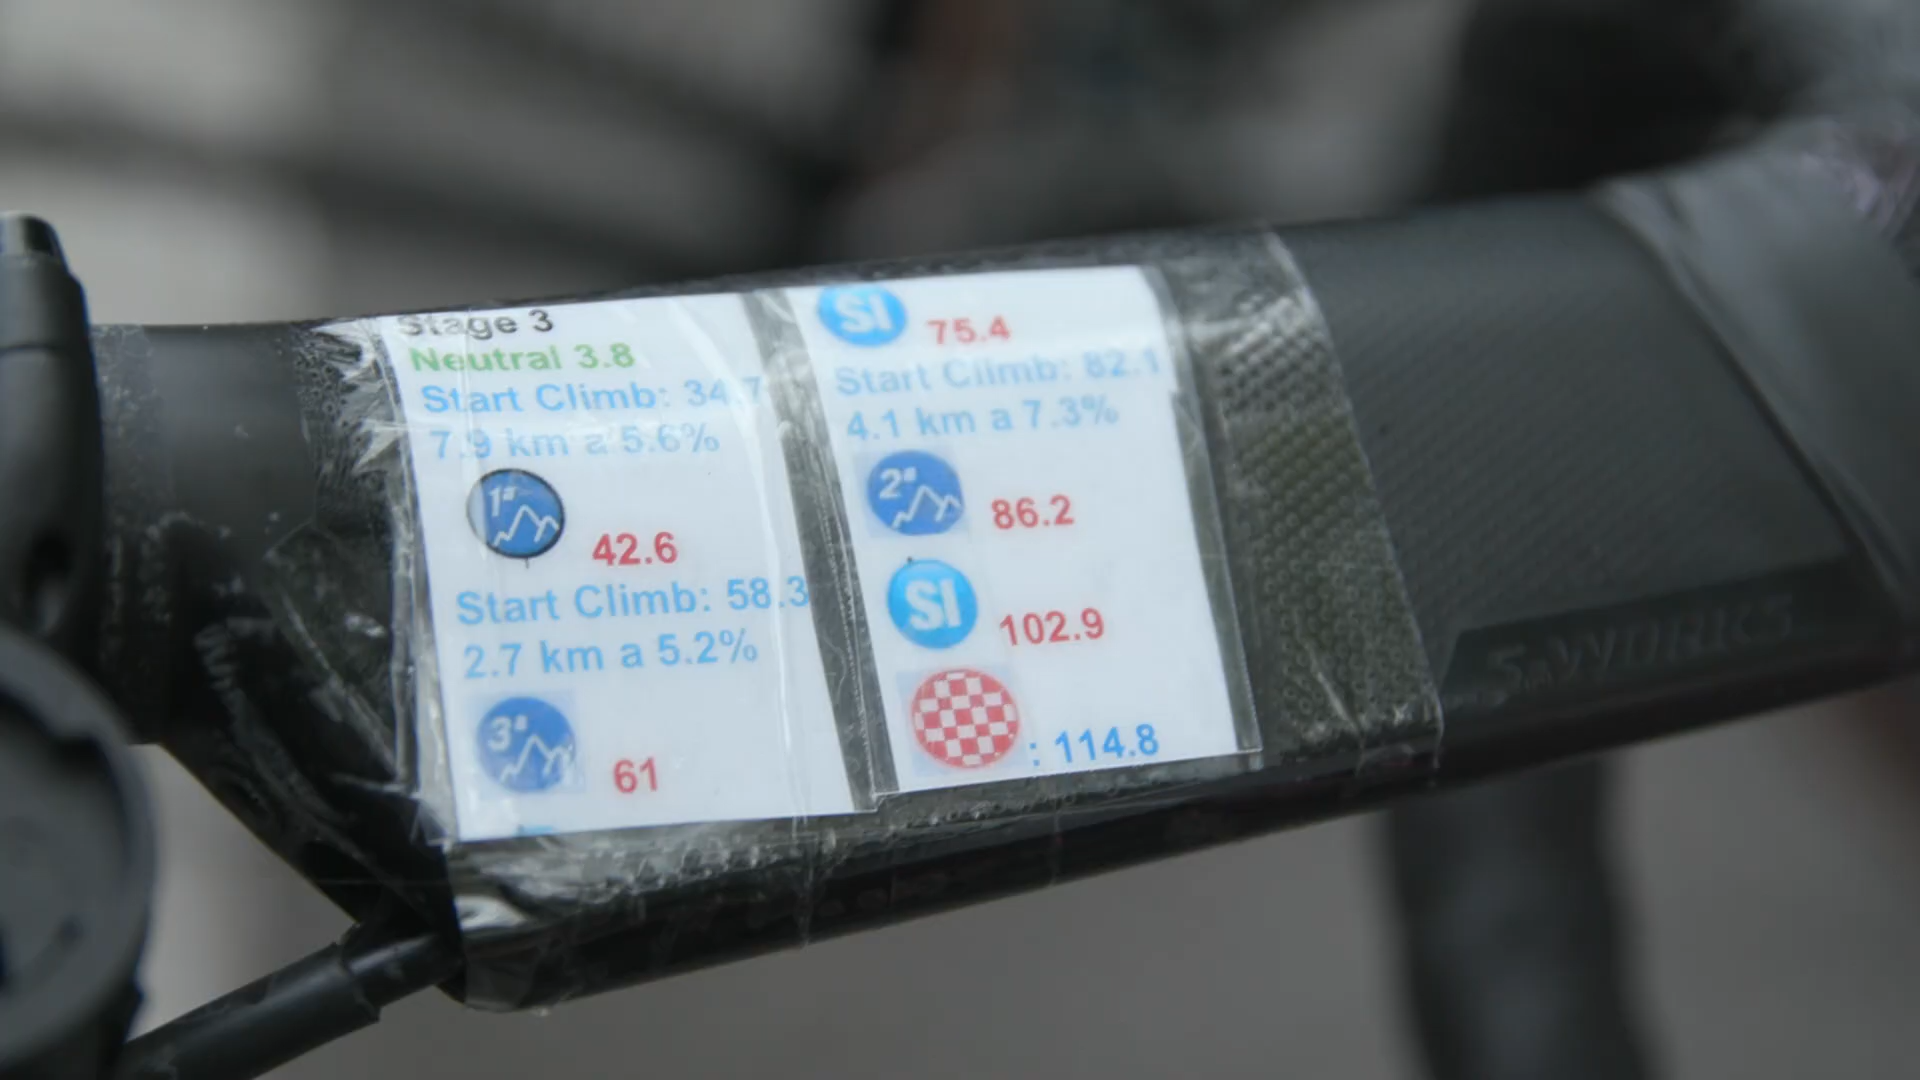 Stage 3
Neutral 3.8
Start Climb: 34.7
7.9 km a 5.6%
1ª
42.6
Start Climb: 58.3
2.7 km a 5.2%
3ª
61
SI
75.4
Start Climb: 82.1
4.1 km a 7.3%
2ª
86.2
SI
102.9
: 114.8
S-WORKS